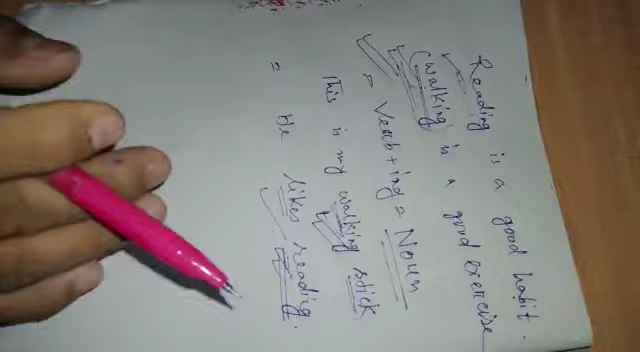 Reading is a good habit.
(walking) is a good exercise
= Verb + ing = Noun
This is my walking stick
= He likes reading.